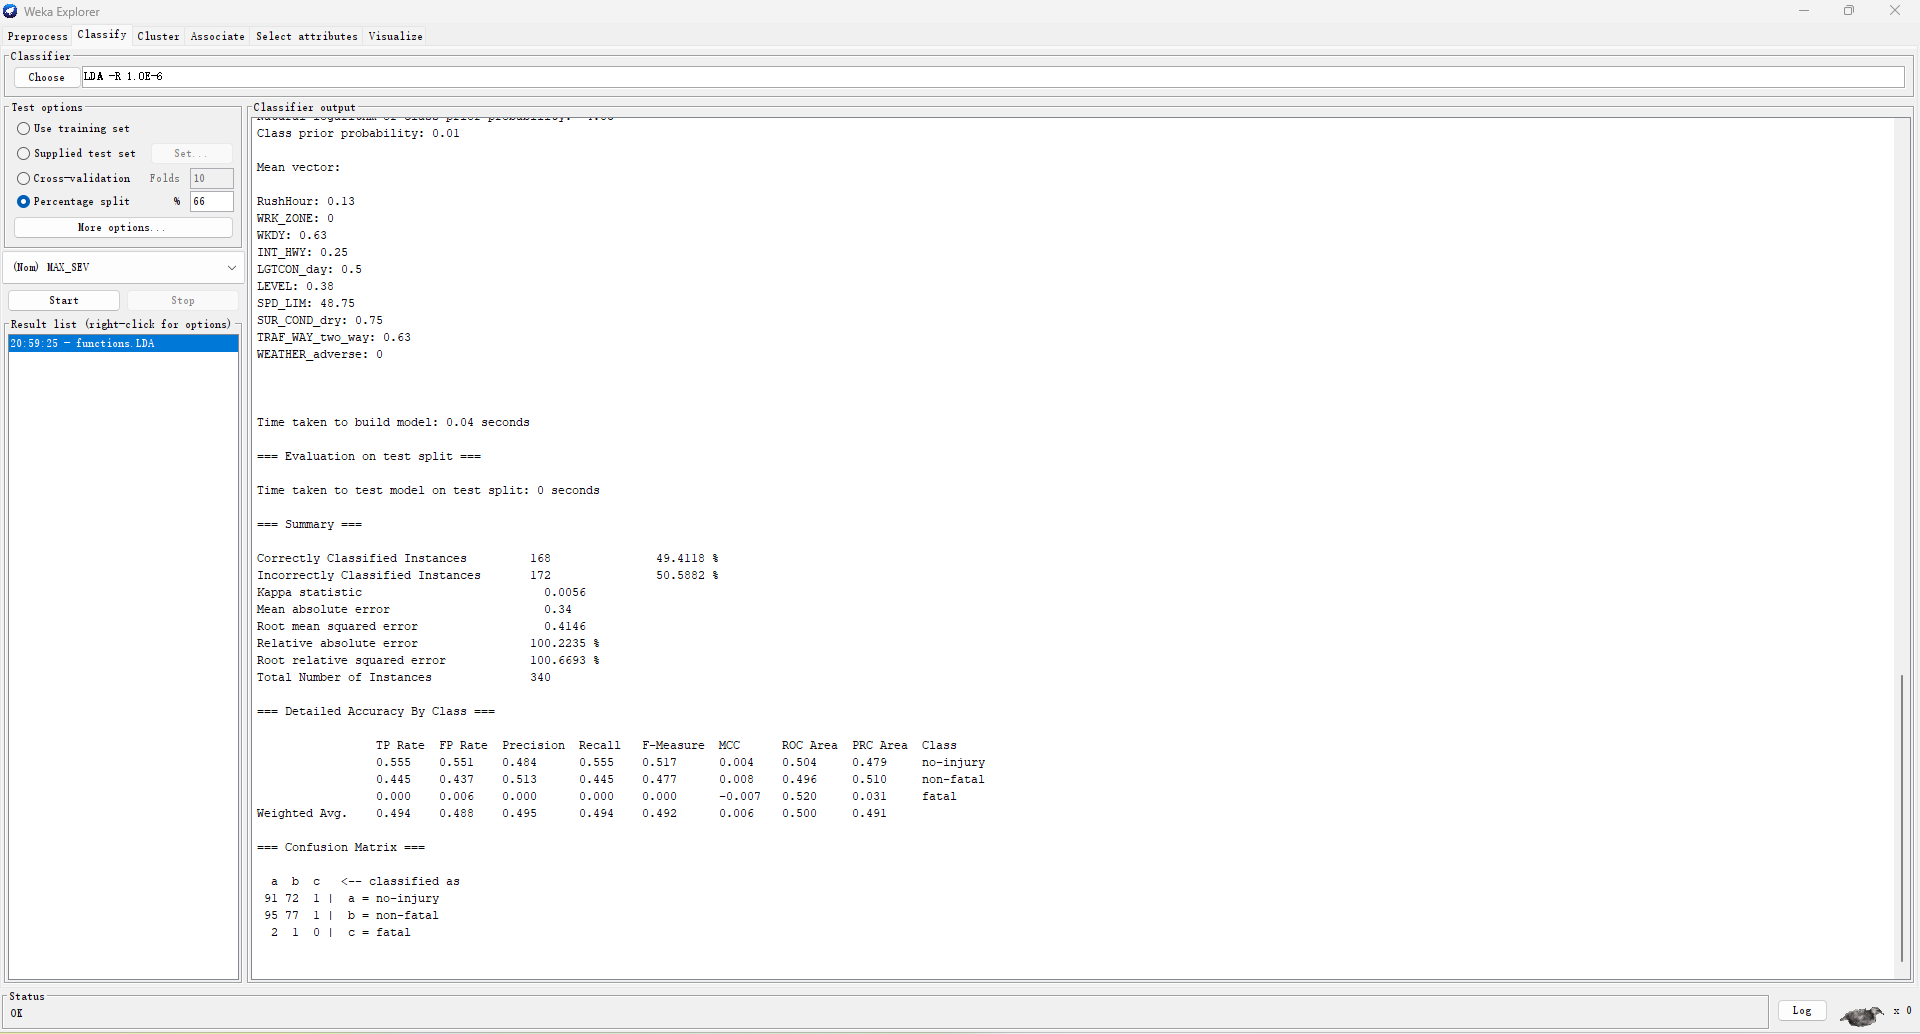 Weka Explorer
Preprocess Classify Cluster Associate Select attributes Visualize
Classifier
Choose LDA -R 1.0E-6
Test options
Use training set
Supplied test set Set...
Cross-validation Folds 10
Percentage split % 66
More options...
(Nom) MAX_SEV
Start Stop
Result list (right-click for options)
20:59:25 - functions.LDA
Classifier output
Class prior probability: 0.01
Mean vector:
RushHour: 0.13
WRK_ZONE: 0
WKDY: 0.63
INT_HWY: 0.25
LGTCON_day: 0.5
LEVEL: 0.38
SPD_LIM: 48.75
SUR_COND_dry: 0.75
TRAF_WAY_two_way: 0.63
WEATHER_adverse: 0
Time taken to build model: 0.04 seconds
=== Evaluation on test split ===
Time taken to test model on test split: 0 seconds
=== Summary ===
Correctly Classified Instances 168 49.4118 %
Incorrectly Classified Instances 172 50.5882 %
Kappa statistic 0.0056
Mean absolute error 0.34
Root mean squared error 0.4146
Relative absolute error 100.2235 %
Root relative squared error 100.6693 %
Total Number of Instances 340
=== Detailed Accuracy By Class ===
TP Rate FP Rate Precision Recall F-Measure MCC ROC Area PRC Area Class
0.555 0.551 0.484 0.555 0.517 0.004 0.504 0.479 no-injury
0.445 0.437 0.513 0.445 0.477 0.008 0.496 0.510 non-fatal
0.000 0.006 0.000 0.000 0.000 -0.007 0.520 0.031 fatal
Weighted Avg. 0.494 0.488 0.495 0.494 0.492 0.006 0.500 0.491
=== Confusion Matrix ===
a b c <-- classified as
91 72 1 | a = no-injury
95 77 1 | b = non-fatal
2 1 0 | c = fatal
Status
OK
Log x 0